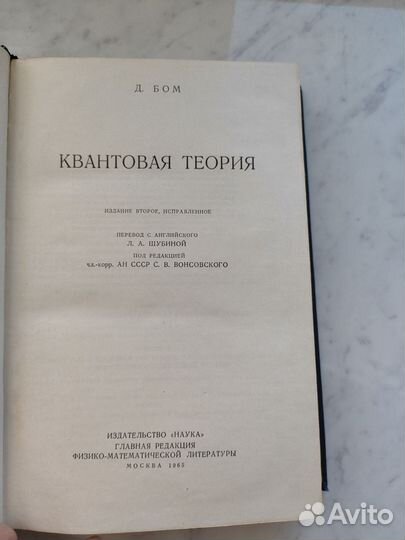 Д. БОМ
КВАНТОВАЯ ТЕОРИЯ
ИЗДАНИЕ ВТОРОЕ, ИСПРАВЛЕННОЕ
ПЕРЕВОД С АНГЛИЙСКОГО
Л. А. ШУБИНОЙ
ПОД РЕДАКЦИЕЙ
чл.-корр. АН СССР С. В. ВОНСОВСКОГО
ИЗДАТЕЛЬСТВО «НАУКА»
ГЛАВНАЯ РЕДАКЦИЯ
ФИЗИКО-МАТЕМАТИЧЕСКОЙ ЛИТЕРАТУРЫ
МОСКВА 1965
Avito